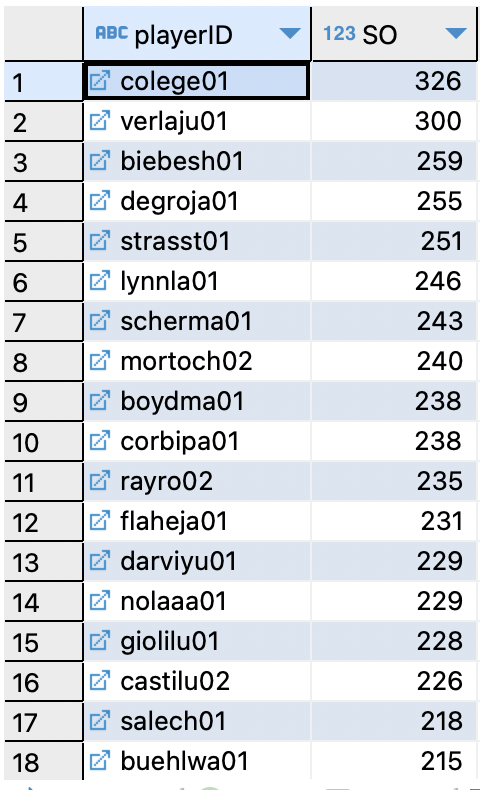 ABC playerID 123 SO
1 colege01 326
2 verlaju01 300
3 biebesh01 259
4 degroja01 255
5 strasst01 251
6 lynnla01 246
7 scherma01 243
8 mortoch02 240
9 boydma01 238
10 corbipa01 238
11 rayro02 235
12 flaheja01 231
13 darviyu01 229
14 nolaaa01 229
15 giolilu01 228
16 castilu02 226
17 salech01 218
18 buehlwa01 215